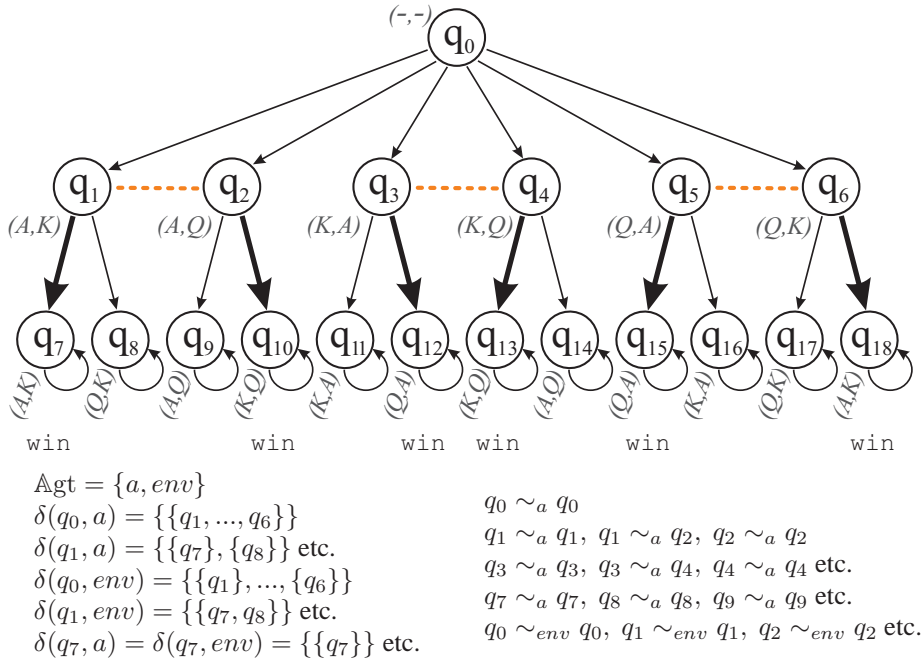 (-,-)
q₀
q₁ q₂ q₃ q₄ q₅ q₆
(A,K) (A,Q) (K,A) (K,Q) (Q,A) (Q,K)
q₇ q₈ q₉ q₁₀ q₁₁ q₁₂ q₁₃ q₁₄ q₁₅ q₁₆ q₁₇ q₁₈
(A,K) (Q,K) (A,Q) (K,Q) (K,A) (Q,A) (K,Q) (A,Q) (Q,A) (K,A) (Q,K) (A,K)
win win win win win win
𝔸gt = {a, env}
δ(q₀, a) = {{q₁, ..., q₆}}
δ(q₁, a) = {{q₇}, {q₈}} etc.
δ(q₀, env) = {{q₁}, ..., {q₆}}
δ(q₁, env) = {{q₇, q₈}} etc.
δ(q₇, a) = δ(q₇, env) = {{q₇}} etc.
q₀ ∼ₐ q₀
q₁ ∼ₐ q₁, q₁ ∼ₐ q₂, q₂ ∼ₐ q₂
q₃ ∼ₐ q₃, q₃ ∼ₐ q₄, q₄ ∼ₐ q₄ etc.
q₇ ∼ₐ q₇, q₈ ∼ₐ q₈, q₉ ∼ₐ q₉ etc.
q₀ ∼env q₀, q₁ ∼env q₁, q₂ ∼env q₂ etc.